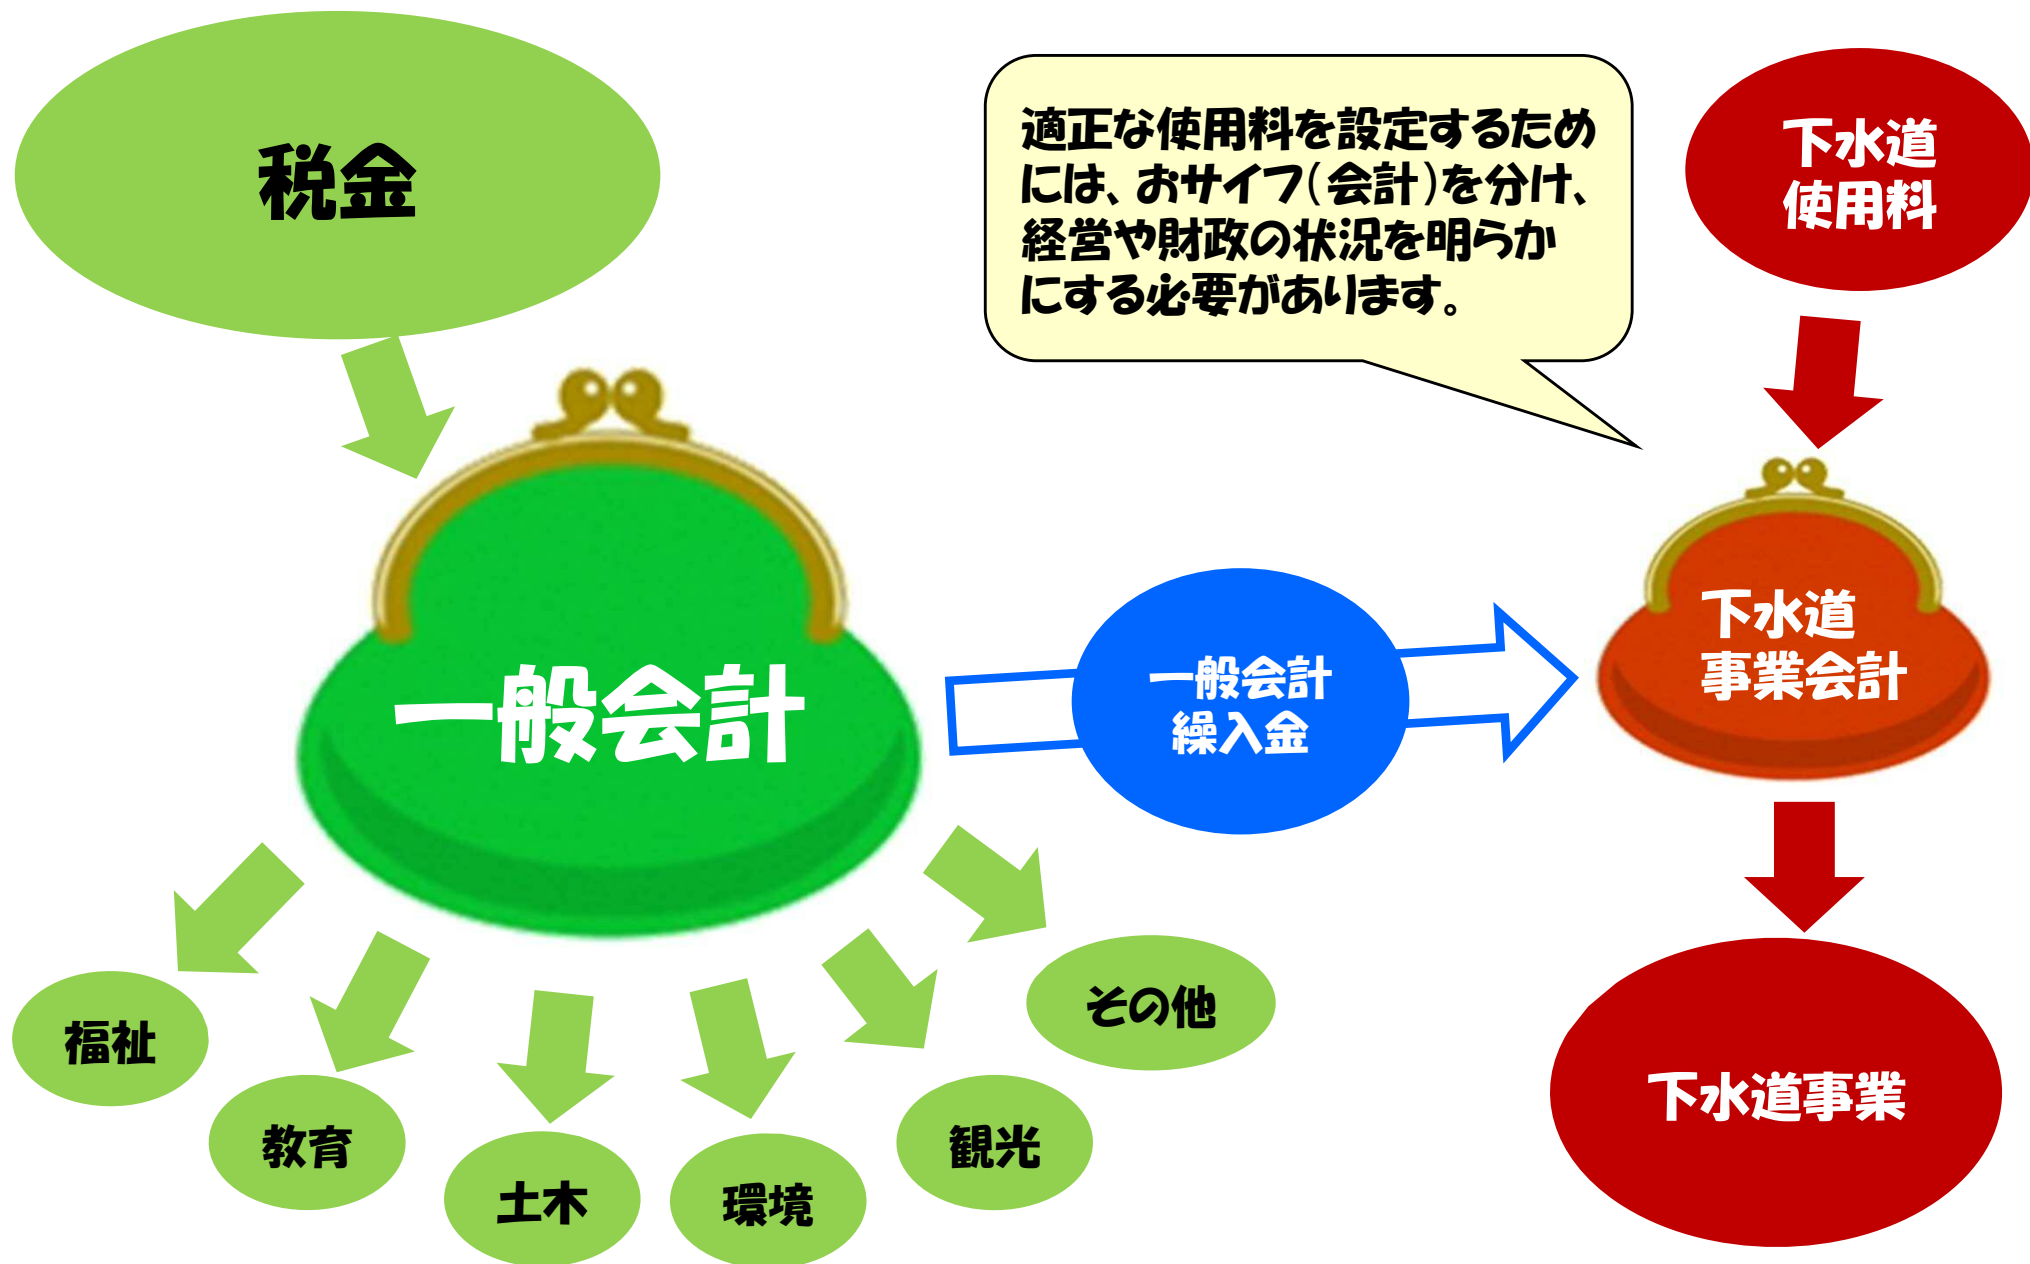 税金
適正な使用料を設定するため
には、おサイフ(会計)を分け、
経営や財政の状況を明らか
にする必要があります。
下水道
使用料
一般会計
一般会計
繰入金
下水道
事業会計
福祉
教育
土木
環境
観光
その他
下水道事業